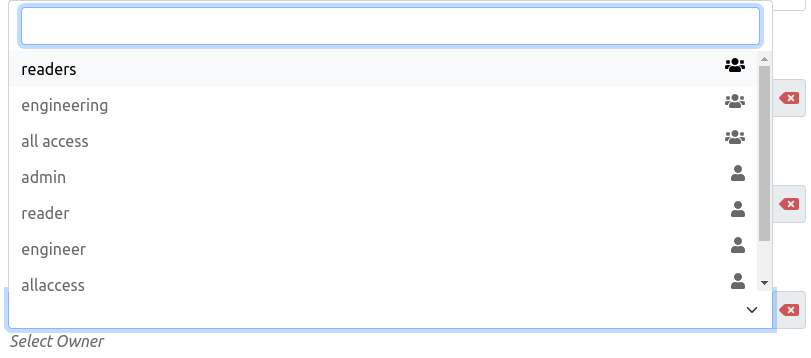 readers
engineering
all access
admin
reader
engineer
allaccess
Select Owner